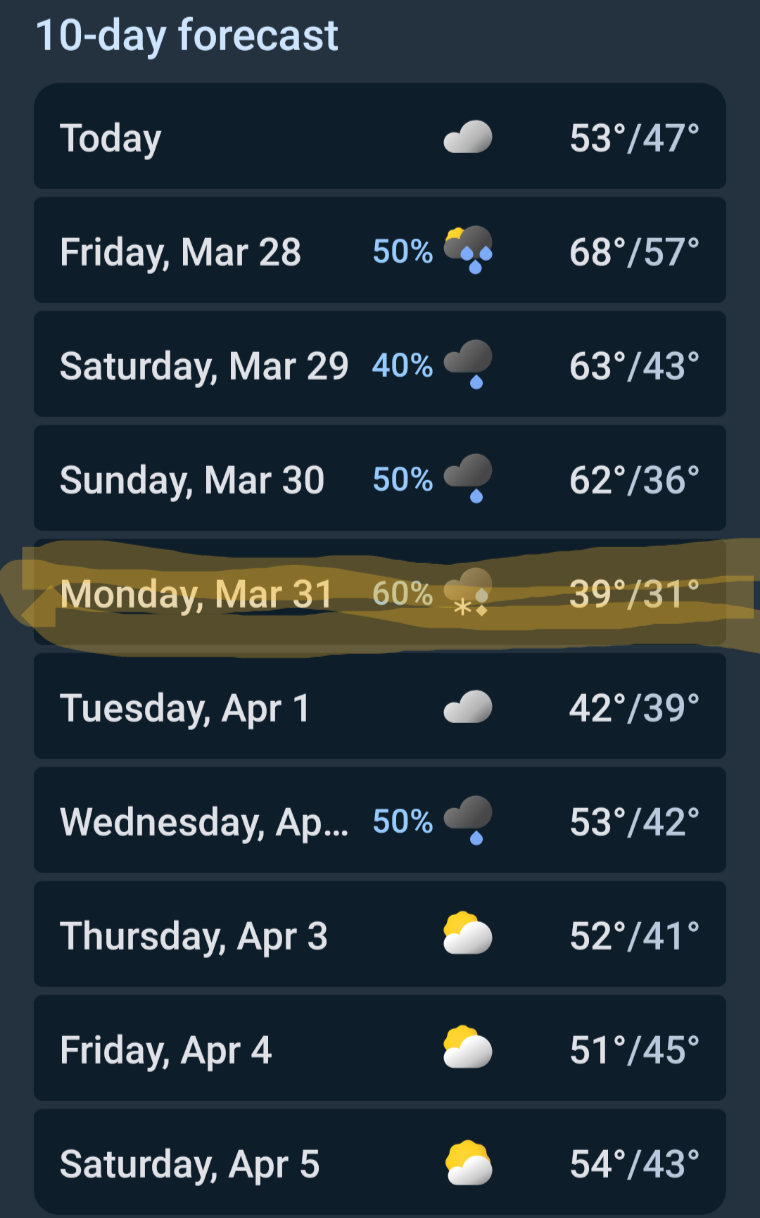 10-day forecast
Today 53°/47°
Friday, Mar 28 50% 68°/57°
Saturday, Mar 29 40% 63°/43°
Sunday, Mar 30 50% 62°/36°
Monday, Mar 31 60% 39°/31°
Tuesday, Apr 1 42°/39°
Wednesday, Ap... 50% 53°/42°
Thursday, Apr 3 52°/41°
Friday, Apr 4 51°/45°
Saturday, Apr 5 54°/43°